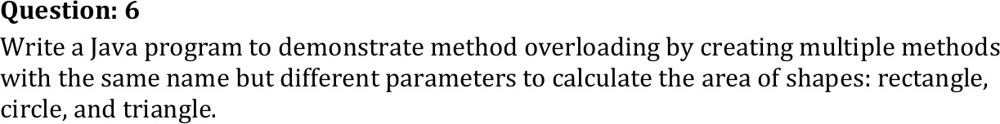 Question: 6
Write a Java program to demonstrate method overloading by creating multiple methods
with the same name but different parameters to calculate the area of shapes: rectangle,
circle, and triangle.